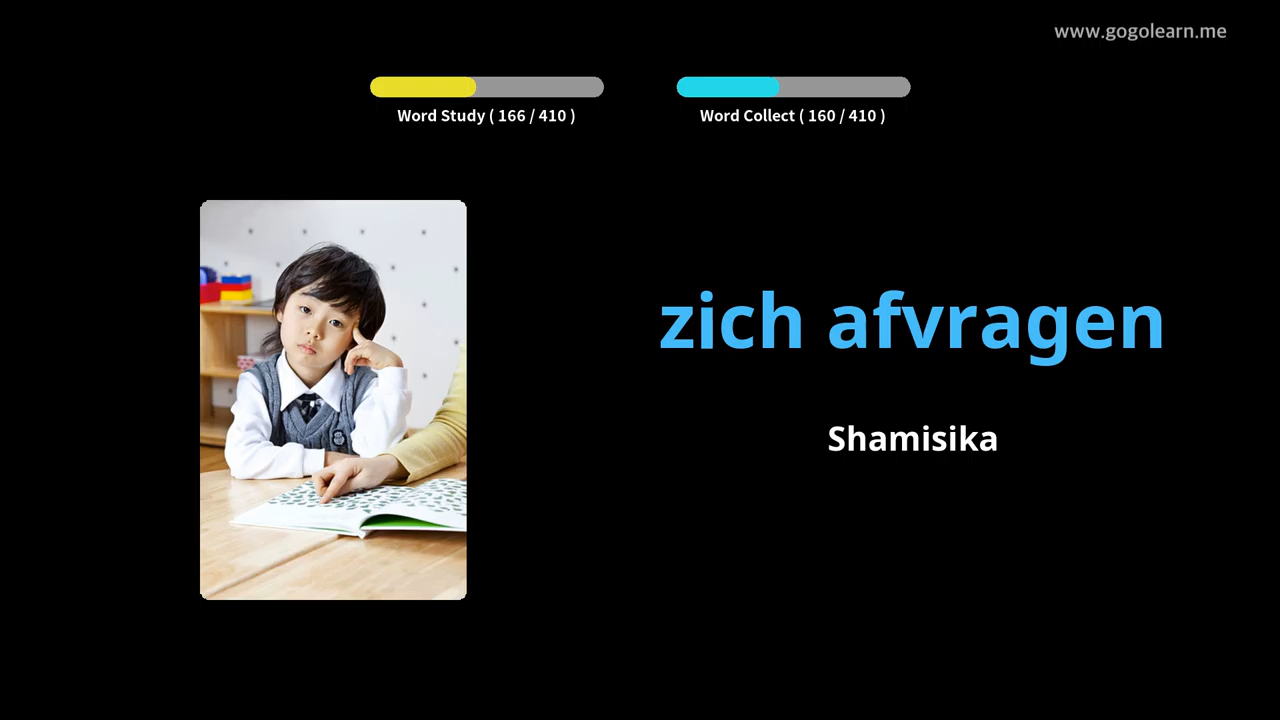 www.gogolearn.me
Word Study ( 166 / 410 )
Word Collect ( 160 / 410 )
zich afvragen
Shamisika